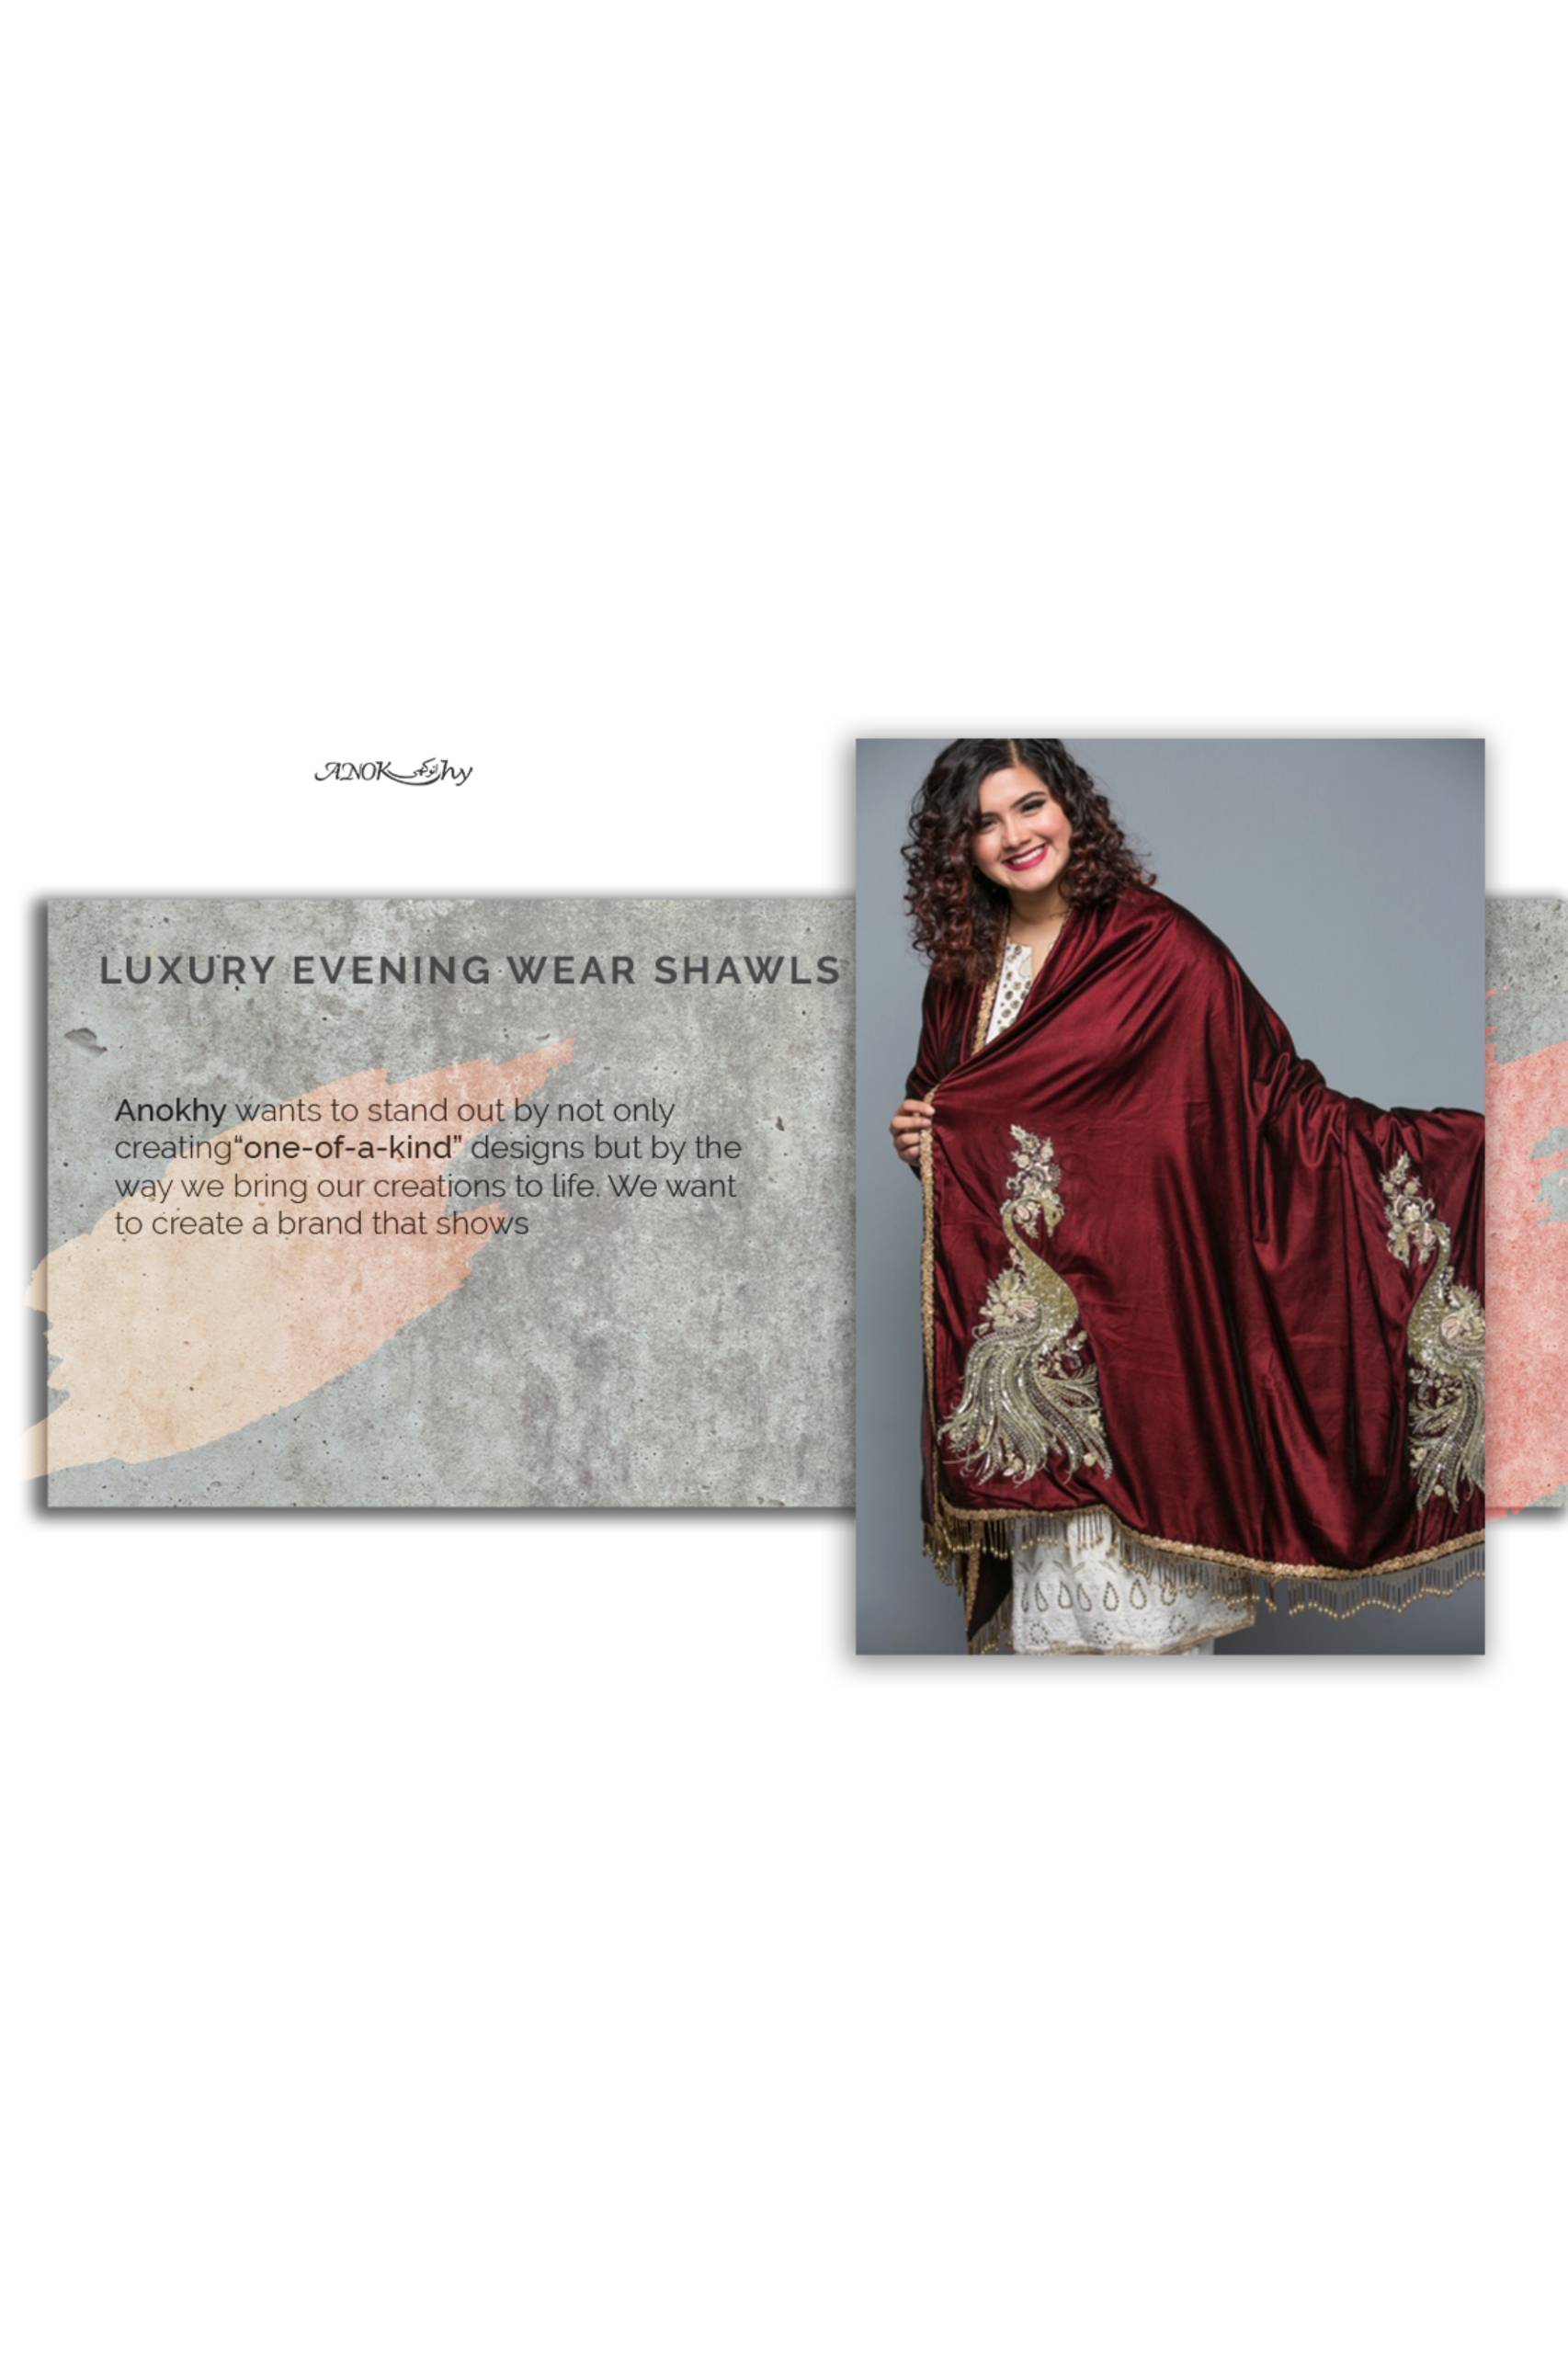 ANOKانوکھیhy
LUXURY EVENING WEAR SHAWLS
Anokhy wants to stand out by not only
creating“one-of-a-kind” designs but by the
way we bring our creations to life. We want
to create a brand that shows